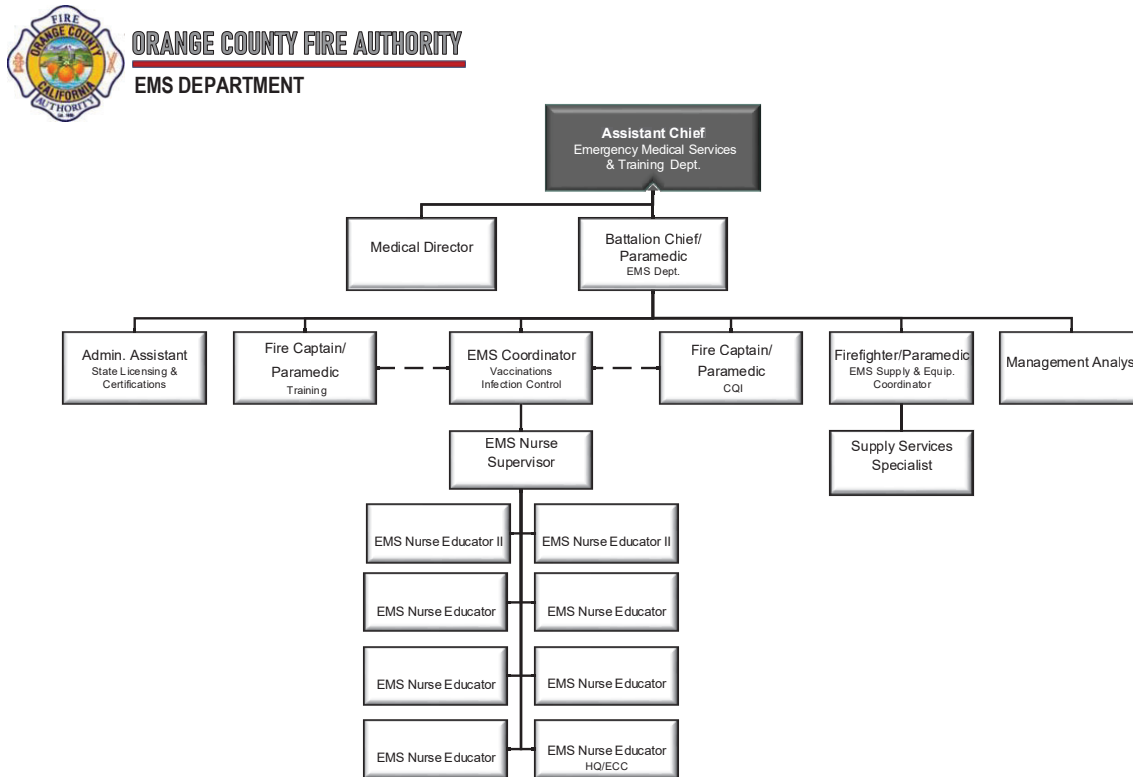 FIRE
ORANGE COUNTY
CALIFORNIA
AUTHORITY
ORANGE COUNTY FIRE AUTHORITY
EMS DEPARTMENT
Assistant Chief
Emergency Medical Services
& Training Dept.
Medical Director
Battalion Chief/
Paramedic
EMS Dept.
Admin. Assistant
State Licensing &
Certifications
Fire Captain/
Paramedic
Training
EMS Coordinator
Vaccinations
Infection Control
Fire Captain/
Paramedic
CQI
Firefighter/Paramedic
EMS Supply & Equip.
Coordinator
Management Analys
EMS Nurse
Supervisor
Supply Services
Specialist
EMS Nurse Educator II
EMS Nurse Educator II
EMS Nurse Educator
EMS Nurse Educator
EMS Nurse Educator
EMS Nurse Educator
EMS Nurse Educator
EMS Nurse Educator
HQ/ECC